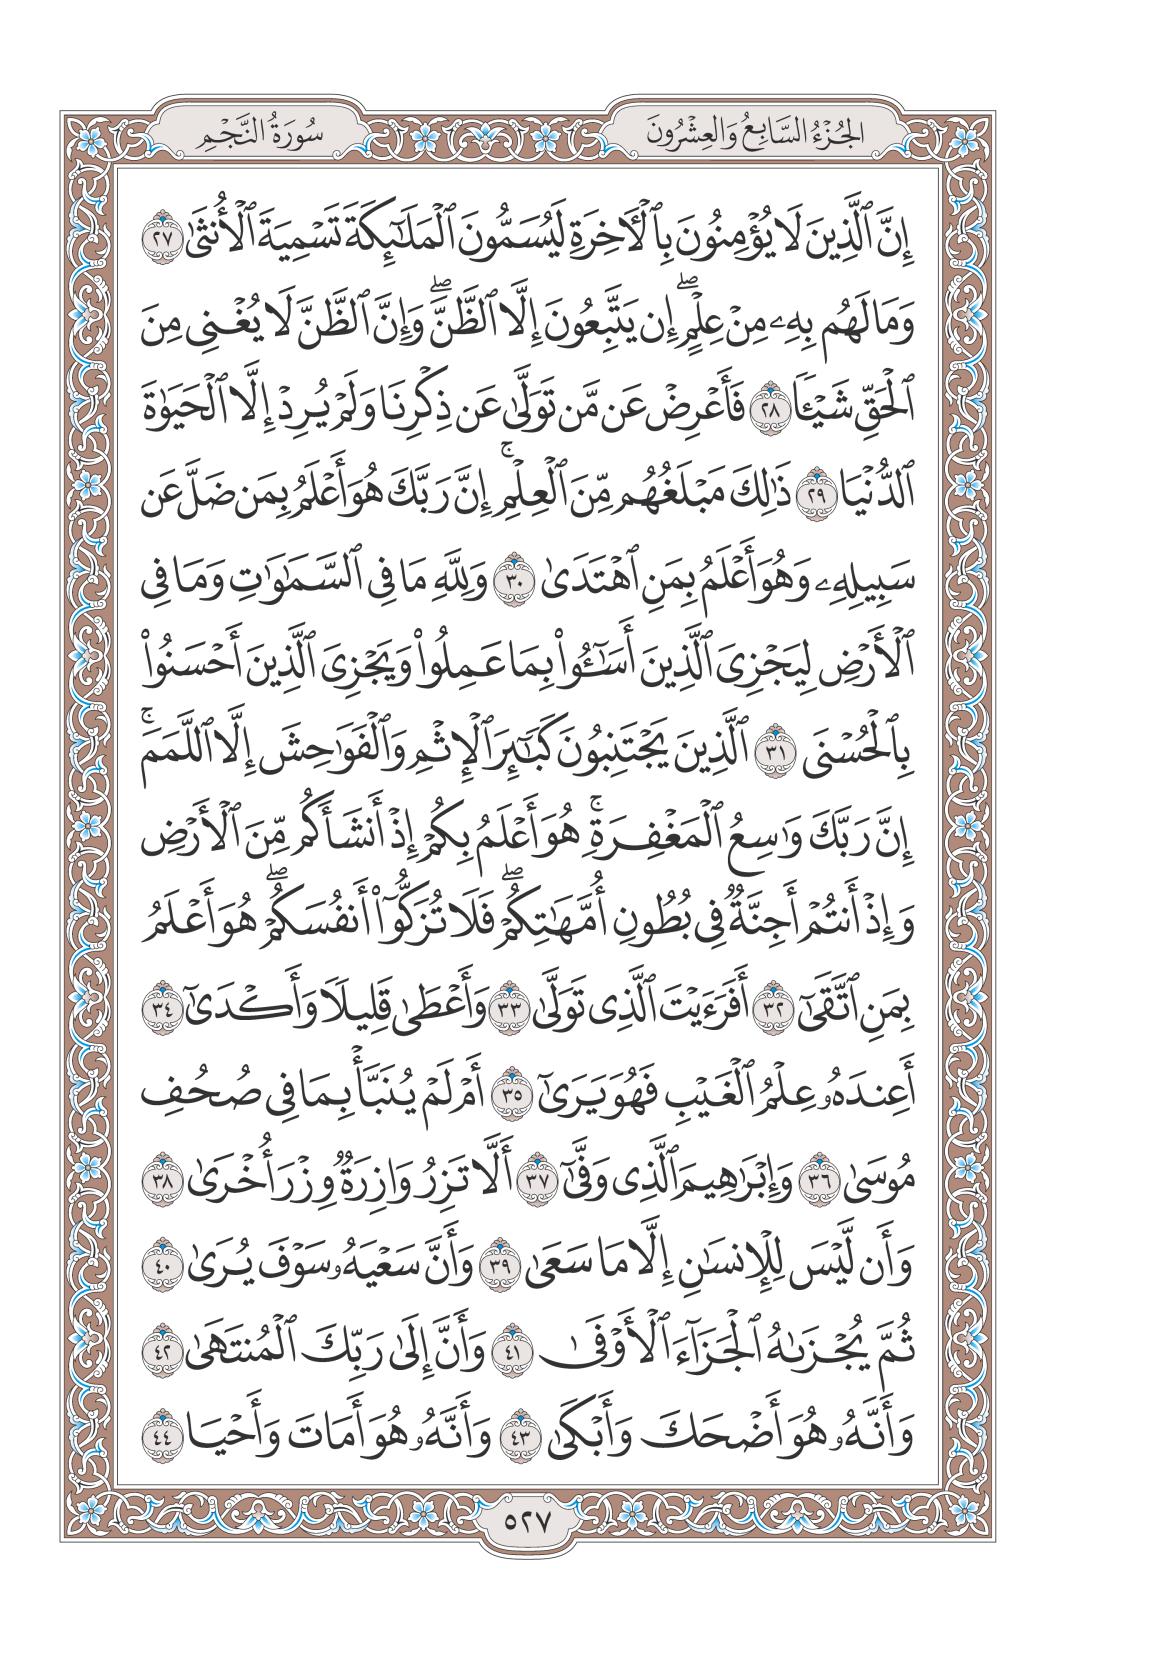 الجُزْءُ السَّابِعُ وَالعِشْرُونَ
سُورَةُ النَّجْمِ
إِنَّ ٱلَّذِينَ لَا يُؤْمِنُونَ بِٱلْأَخِرَةِ لَيُسَمُّونَ ٱلْمَلَٰٓئِكَةَ تَسْمِيَةَ ٱلْأُنثَىٰ ٢٧
وَمَا لَهُم بِهِۦ مِنْ عِلْمٍ ۖ إِن يَتَّبِعُونَ إِلَّا ٱلظَّنَّ ۖ وَإِنَّ ٱلظَّنَّ لَا يُغْنِى مِنَ
ٱلْحَقِّ شَيْـًٔا ٢٨ فَأَعْرِضْ عَن مَّن تَوَلَّىٰ عَن ذِكْرِنَا وَلَمْ يُرِدْ إِلَّا ٱلْحَيَوٰةَ
ٱلدُّنْيَا ٢٩ ذَٰلِكَ مَبْلَغُهُم مِّنَ ٱلْعِلْمِ ۚ إِنَّ رَبَّكَ هُوَ أَعْلَمُ بِمَن ضَلَّ عَن
سَبِيلِهِۦ وَهُوَ أَعْلَمُ بِمَنِ ٱهْتَدَىٰ ٣٠ وَلِلَّهِ مَا فِى ٱلسَّمَٰوَٰتِ وَمَا فِى
ٱلْأَرْضِ لِيَجْزِىَ ٱلَّذِينَ أَسَٰٓـُٔوا۟ بِمَا عَمِلُوا۟ وَيَجْزِىَ ٱلَّذِينَ أَحْسَنُوا۟
بِٱلْحُسْنَى ٣١ ٱلَّذِينَ يَجْتَنِبُونَ كَبَٰٓئِرَ ٱلْإِثْمِ وَٱلْفَوَٰحِشَ إِلَّا ٱللَّمَمَ ۚ
إِنَّ رَبَّكَ وَٰسِعُ ٱلْمَغْفِرَةِ ۚ هُوَ أَعْلَمُ بِكُمْ إِذْ أَنشَأَكُم مِّنَ ٱلْأَرْضِ
وَإِذْ أَنتُمْ أَجِنَّةٌ فِى بُطُونِ أُمَّهَٰتِكُمْ ۖ فَلَا تُزَكُّوٓا۟ أَنفُسَكُمْ ۖ هُوَ أَعْلَمُ
بِمَنِ ٱتَّقَىٰٓ ٣٢ أَفَرَءَيْتَ ٱلَّذِى تَوَلَّىٰ ٣٣ وَأَعْطَىٰ قَلِيلًا وَأَكْدَىٰٓ ٣٤
أَعِندَهُۥ عِلْمُ ٱلْغَيْبِ فَهُوَ يَرَىٰٓ ٣٥ أَمْ لَمْ يُنَبَّأْ بِمَا فِى صُحُفِ
مُوسَىٰ ٣٦ وَإِبْرَٰهِيمَ ٱلَّذِى وَفَّىٰٓ ٣٧ أَلَّا تَزِرُ وَازِرَةٌ وِزْرَ أُخْرَىٰ ٣٨
وَأَن لَّيْسَ لِلْإِنسَٰنِ إِلَّا مَا سَعَىٰ ٣٩ وَأَنَّ سَعْيَهُۥ سَوْفَ يُرَىٰ ٤٠
ثُمَّ يُجْزَىٰهُ ٱلْجَزَآءَ ٱلْأَوْفَىٰ ٤١ وَأَنَّ إِلَىٰ رَبِّكَ ٱلْمُنتَهَىٰ ٤٢
وَأَنَّهُۥ هُوَ أَضْحَكَ وَأَبْكَىٰ ٤٣ وَأَنَّهُۥ هُوَ أَمَاتَ وَأَحْيَا ٤٤
٥٢٧